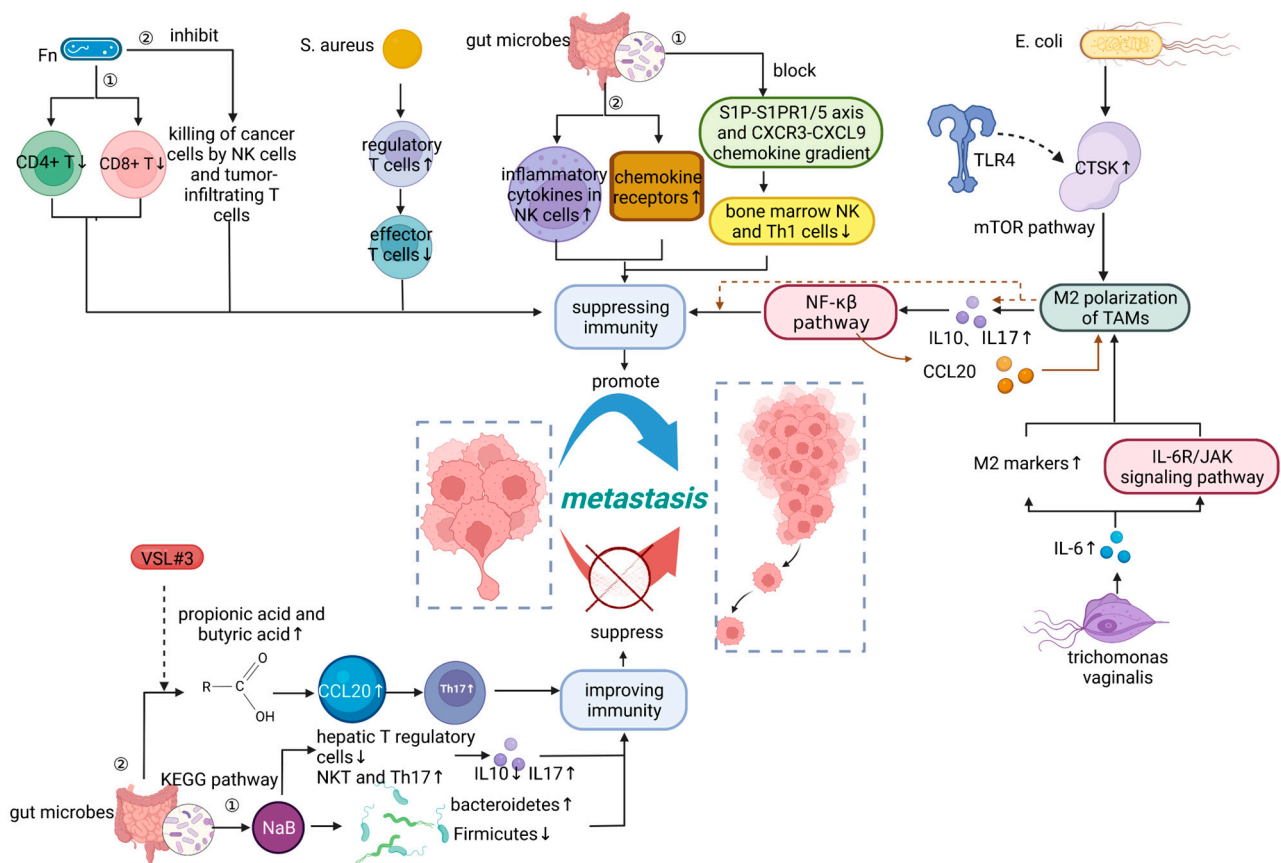 Fn
②
inhibit
①
CD4+ T↓
CD8+ T↓
killing of cancer
cells by NK cells
and tumor-
infiltrating T
cells
S. aureus
regulatory
T cells↑
effector
T cells↓
gut microbes
①
block
②
inflammatory
cytokines in
NK cells↑
chemokine
receptors↑
S1P-S1PR1/5 axis
and CXCR3-CXCL9
chemokine gradient
bone marrow NK
and Th1 cells↓
E. coli
TLR4
CTSK↑
mTOR pathway
M2 polarization
of TAMs
IL10、IL17↑
NF-κβ
pathway
CCL20
suppressing
immunity
promote
metastasis
suppress
improving
immunity
M2 markers↑
IL-6R/JAK
signaling pathway
IL-6↑
trichomonas
vaginalis
VSL#3
propionic acid and
butyric acid↑
R
C
O
OH
CCL20↑
Th17↑
hepatic T regulatory
cells↓
NKT and Th17↑
IL10↓ IL17↑
②
KEGG pathway
gut microbes
①
NaB
bacteroidetes↑
Firmicutes↓